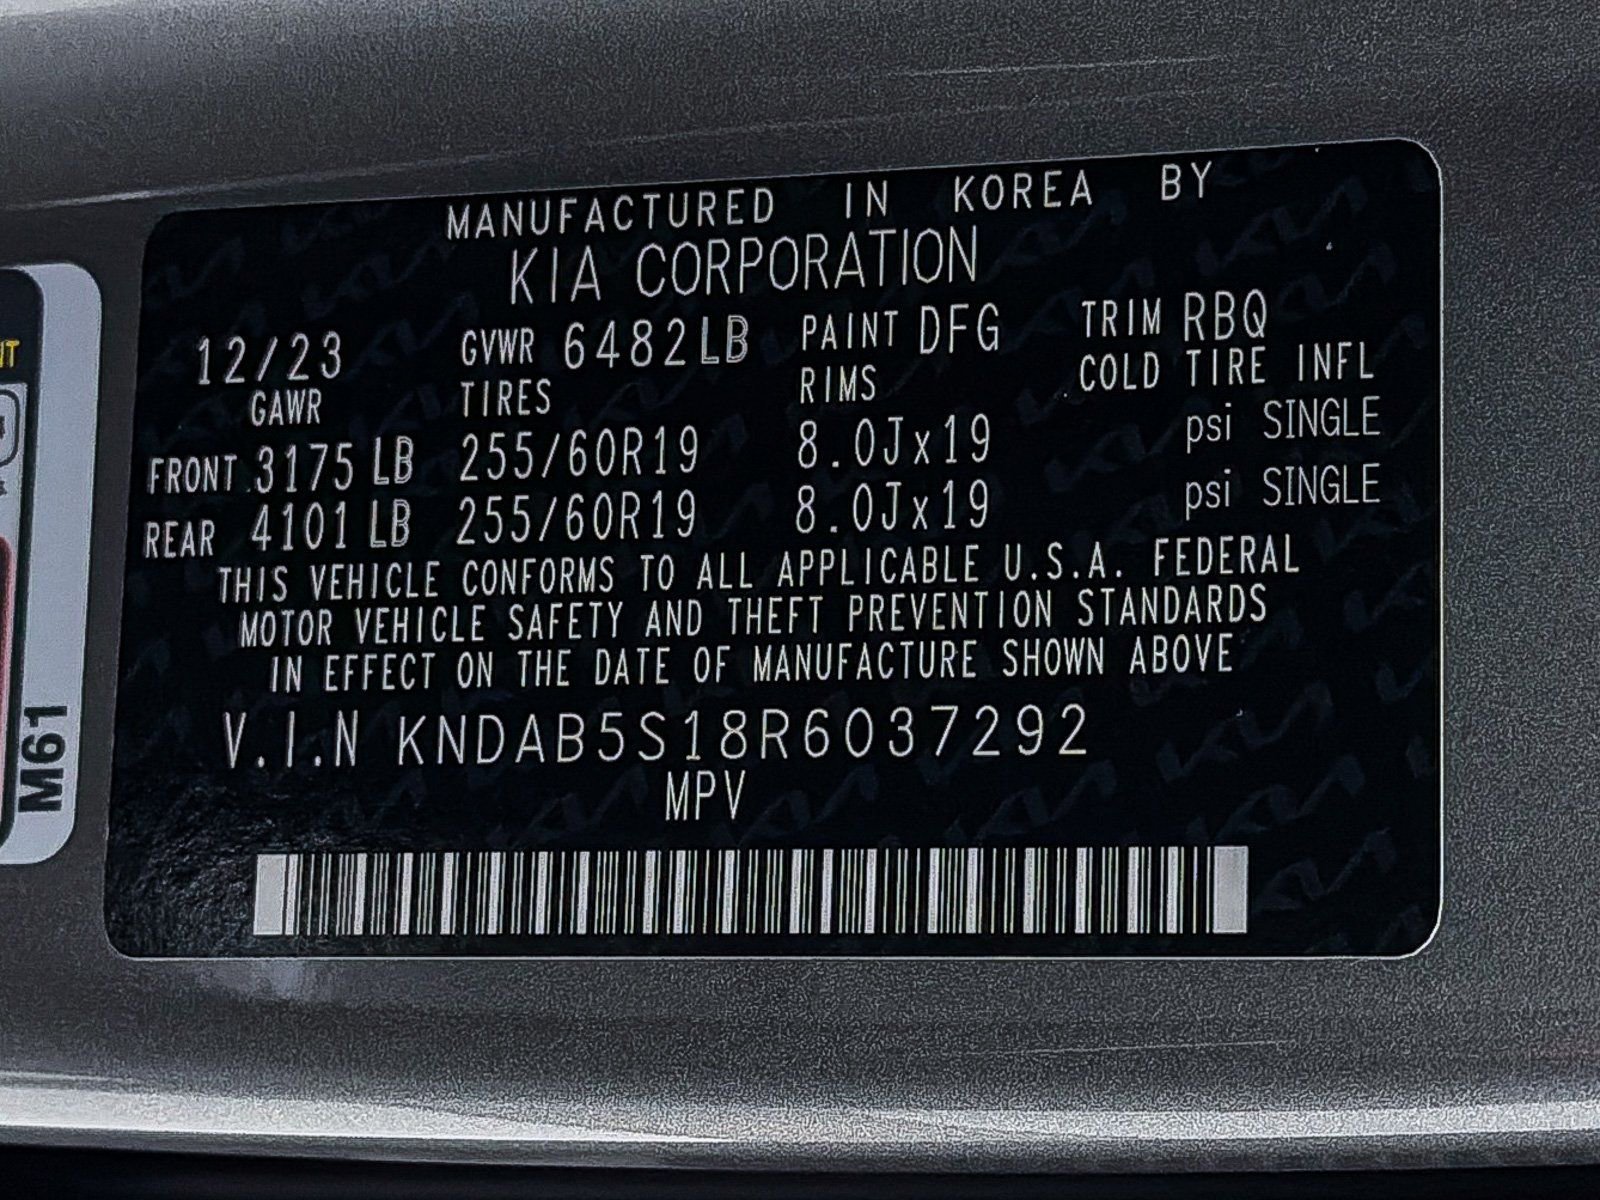 MANUFACTURED IN KOREA BY
KIA CORPORATION
12/23 GVWR 6482LB PAINT DFG TRIM RBQ
GAWR TIRES RIMS COLD TIRE INFL
FRONT 3175 LB 255/60R19 8.0Jx19 psi SINGLE
REAR 4101 LB 255/60R19 8.0Jx19 psi SINGLE
THIS VEHICLE CONFORMS TO ALL APPLICABLE U.S.A. FEDERAL
MOTOR VEHICLE SAFETY AND THEFT PREVENTION STANDARDS
IN EFFECT ON THE DATE OF MANUFACTURE SHOWN ABOVE
V.I.N KNDAB5S18R6037292
MPV
M61